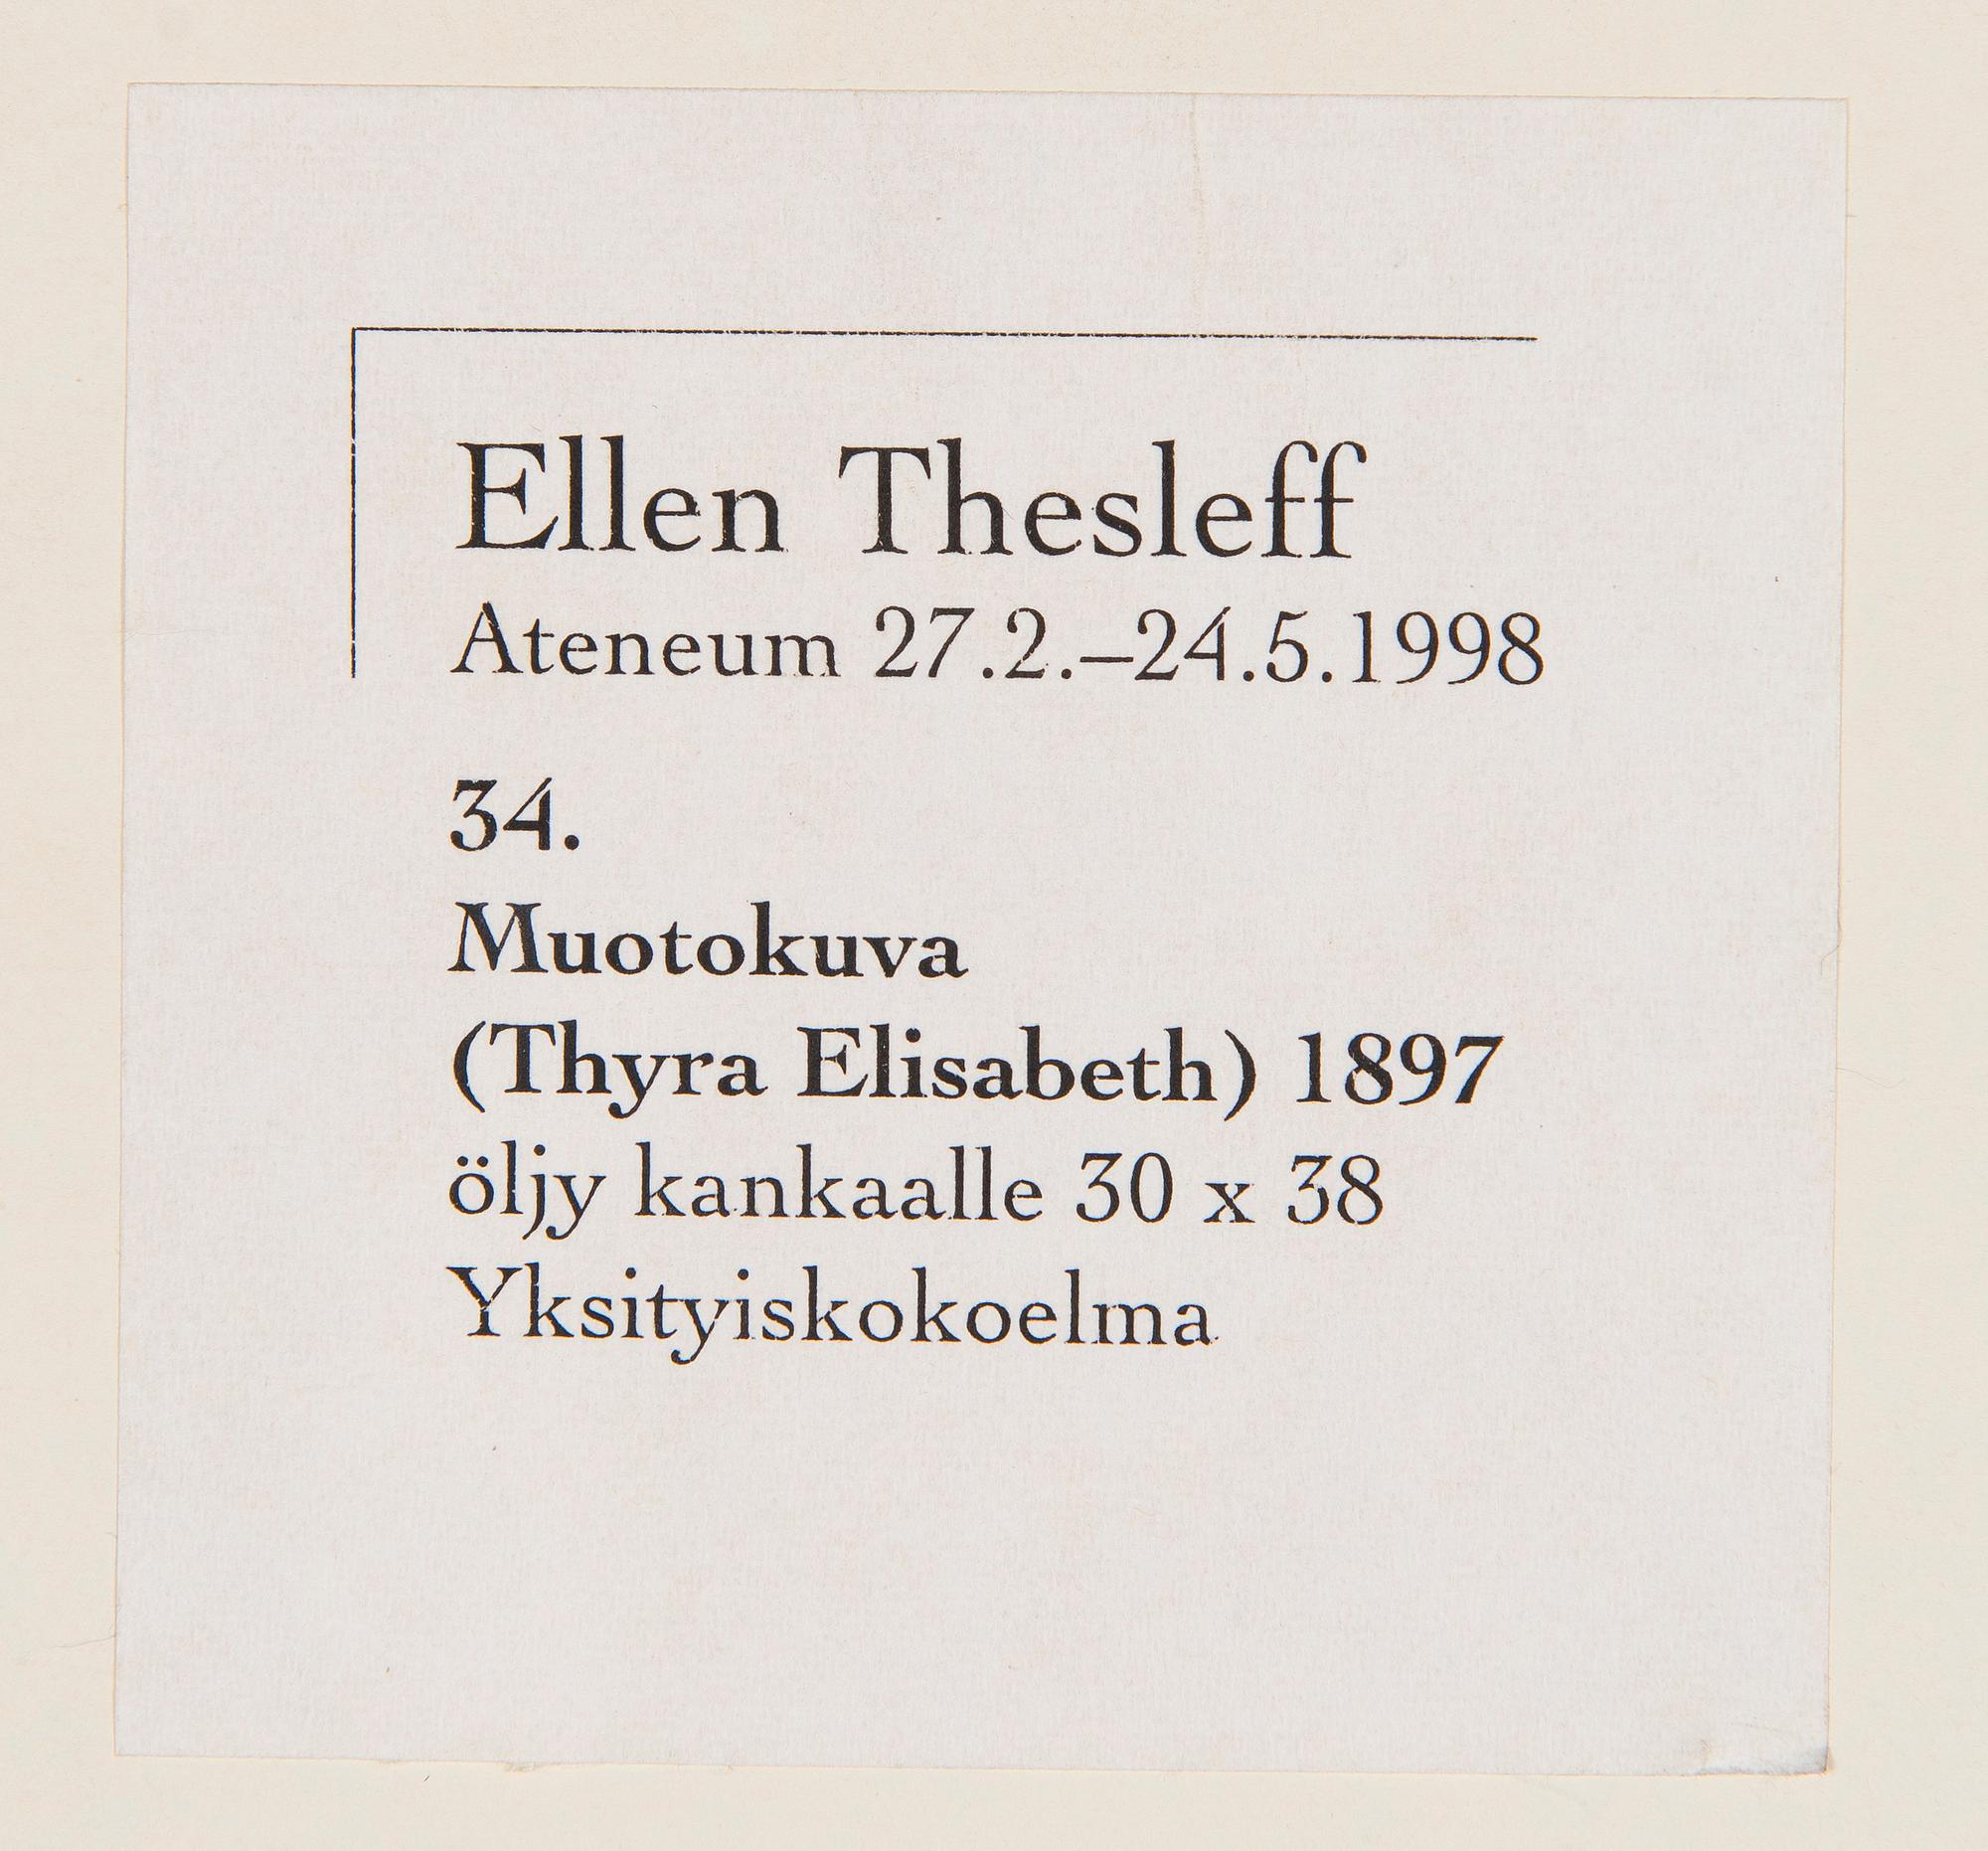 Ellen Thesleff
Ateneum 27.2.–24.5.1998
34.
Muotokuva
(Thyra Elisabeth) 1897
öljy kankaalle 30 x 38
Yksityiskokoelma